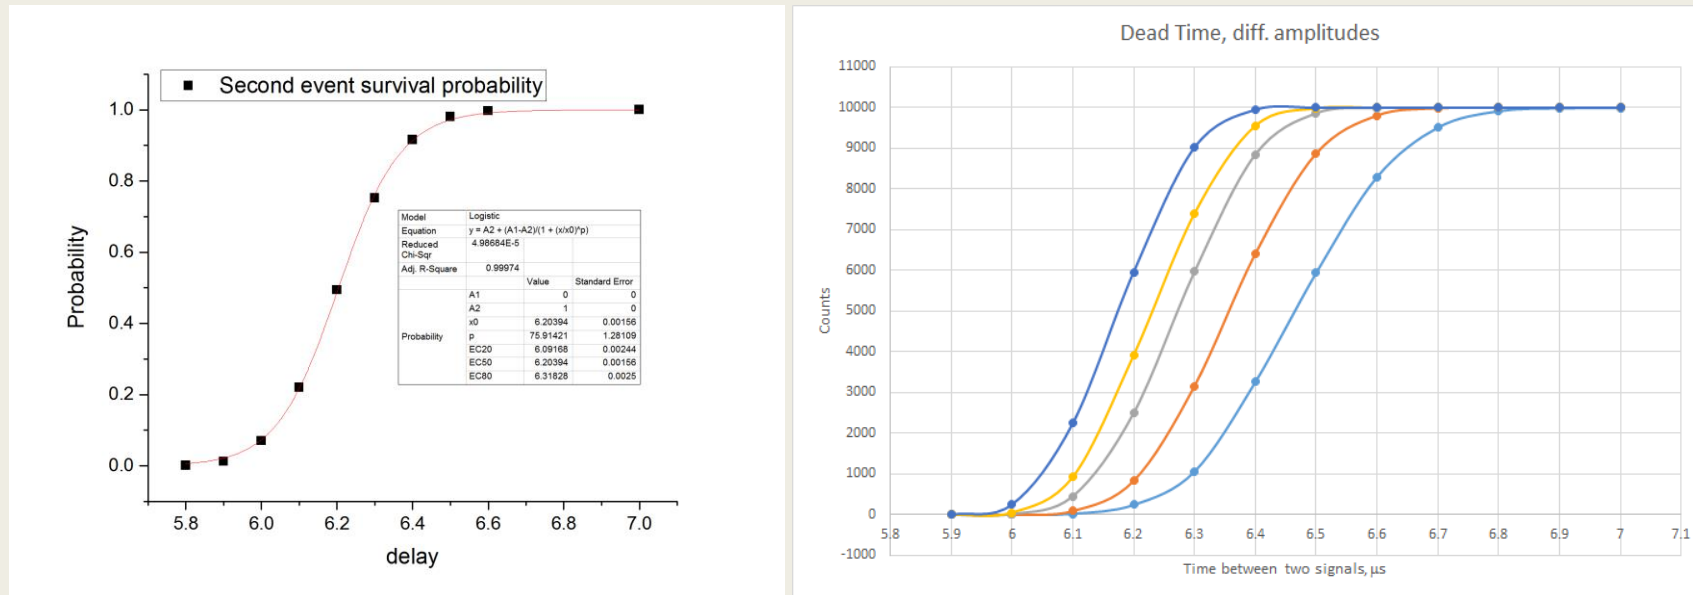 Second event survival probability
1.0
0.8
0.6
0.4
0.2
0.0
Probability
5.8 6.0 6.2 6.4 6.6 6.8 7.0
delay
Model Logistic
Equation y = A2 + (A1-A2)/(1 + (x/x0)^p)
Reduced Chi-Sqr 4.98684E-5
Adj. R-Square 0.99974
Value Standard Error
A1 0 0
A2 1 0
x0 6.20394 0.00156
Probability p 75.91421 1.28109
EC20 6.09168 0.00244
EC50 6.20394 0.00156
EC80 6.31828 0.0025
Dead Time, diff. amplitudes
11000
10000
9000
8000
7000
6000
5000
4000
3000
2000
1000
0
-1000
Counts
5.8 5.9 6 6.1 6.2 6.3 6.4 6.5 6.6 6.7 6.8 6.9 7 7.1
Time between two signals, µs